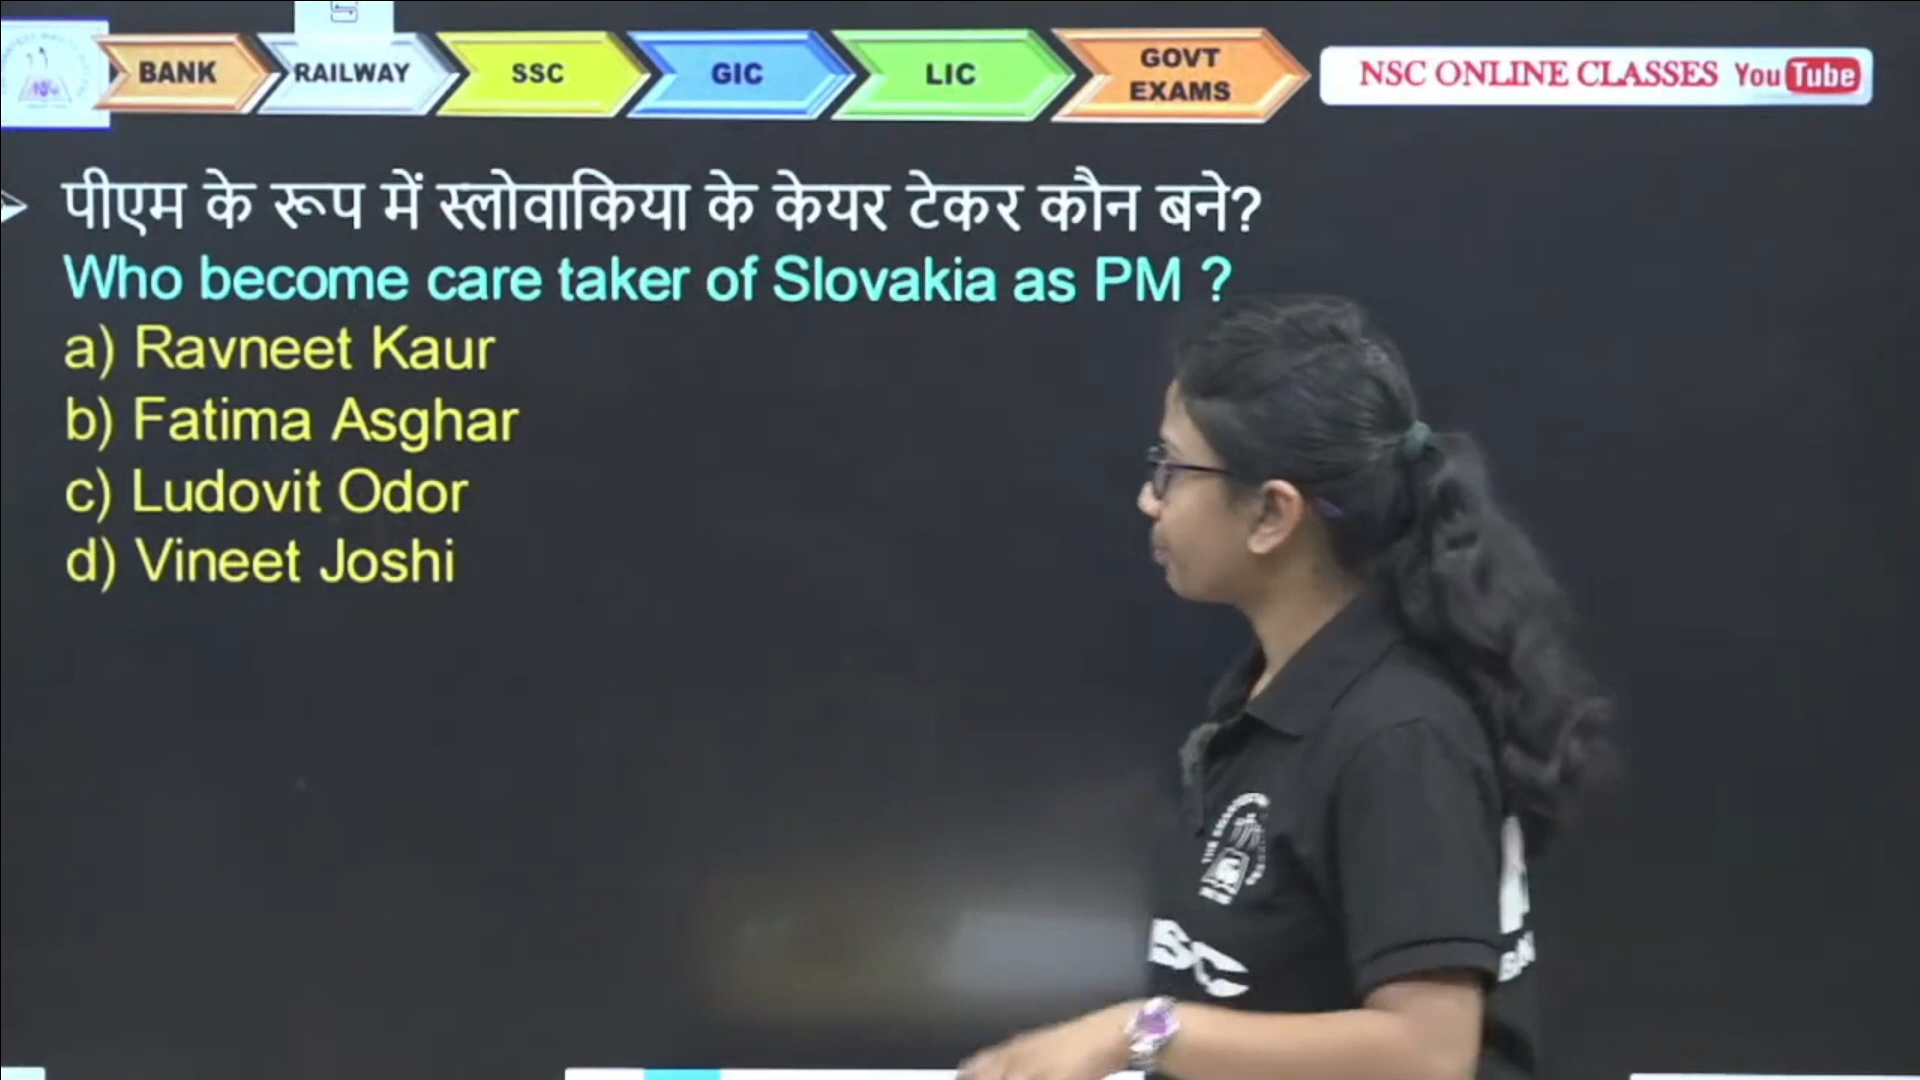 BANK
RAILWAY
SSC
GIC
LIC
GOVT
EXAMS
NSC ONLINE CLASSES YouTube
पीएम के रूप में स्लोवाकिया के केयर टेकर कौन बने?
Who become care taker of Slovakia as PM ?
a) Ravneet Kaur
b) Fatima Asghar
c) Ludovit Odor
d) Vineet Joshi